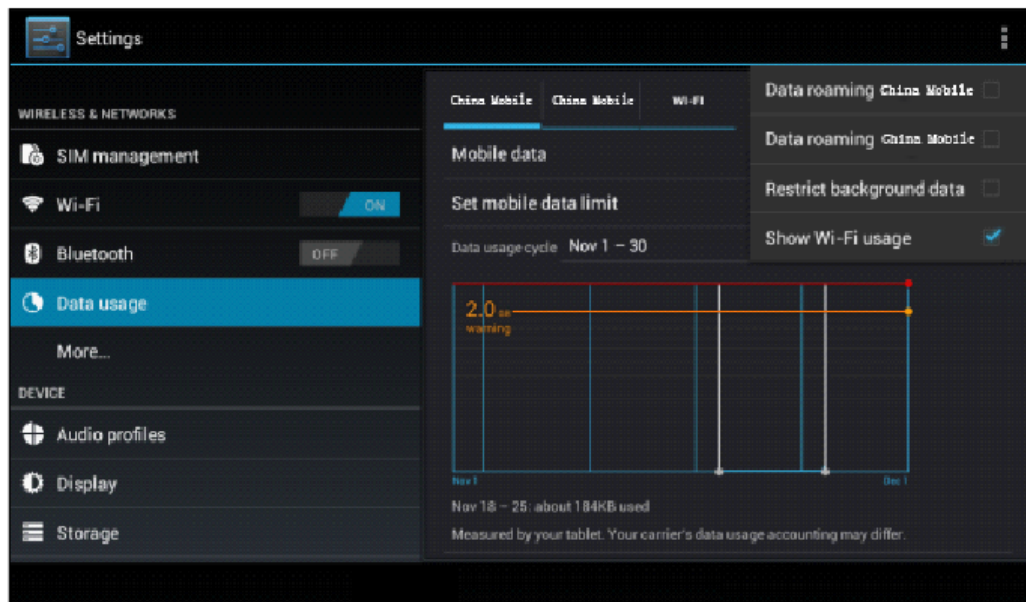 Settings
WIRELESS & NETWORKS
SIM management
Wi-Fi
ON
Bluetooth
OFF
Data usage
More...
DEVICE
Audio profiles
Display
Storage
China Mobile China Mobile WI-FI
Mobile data
Set mobile data limit
Data usage cycle Nov 1 – 30
2.0 GB
warning
Nov 1 Dec 1
Nov 18 – 25: about 184KB used
Measured by your tablet. Your carrier's data usage accounting may differ.
Data roaming China Mobile
Data roaming China Mobile
Restrict background data
Show Wi-Fi usage